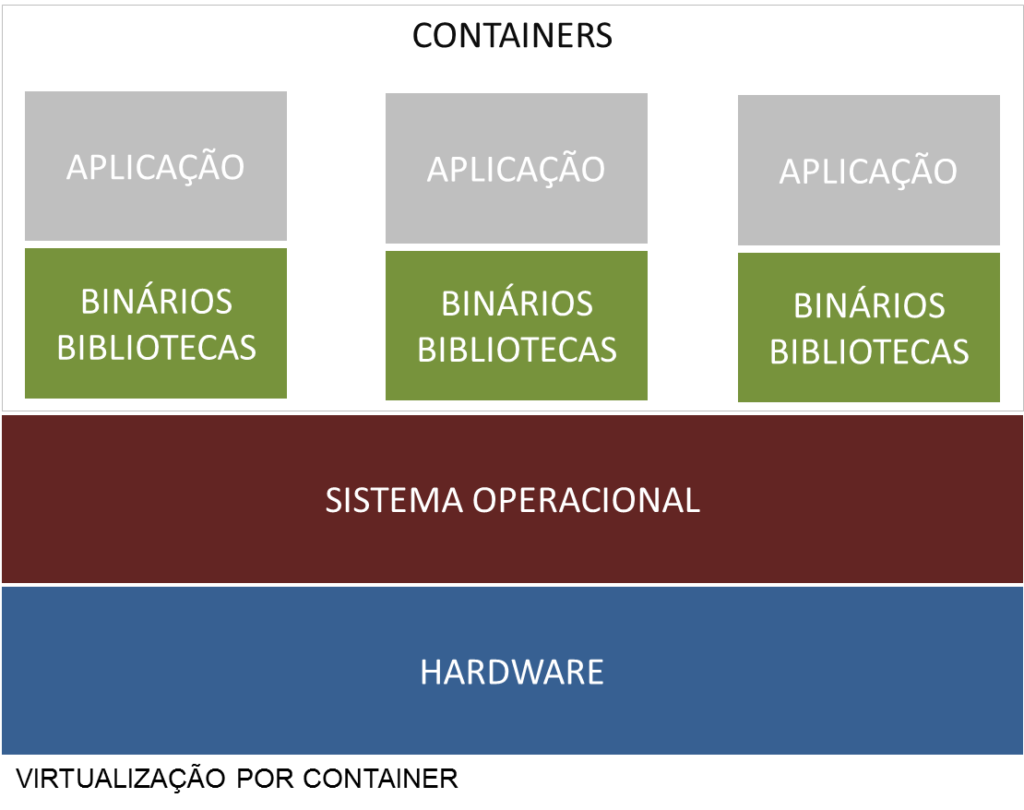 CONTAINERS
APLICAÇÃO
BINÁRIOS
BIBLIOTECAS
APLICAÇÃO
BINÁRIOS
BIBLIOTECAS
APLICAÇÃO
BINÁRIOS
BIBLIOTECAS
SISTEMA OPERACIONAL
HARDWARE
VIRTUALIZAÇÃO POR CONTAINER